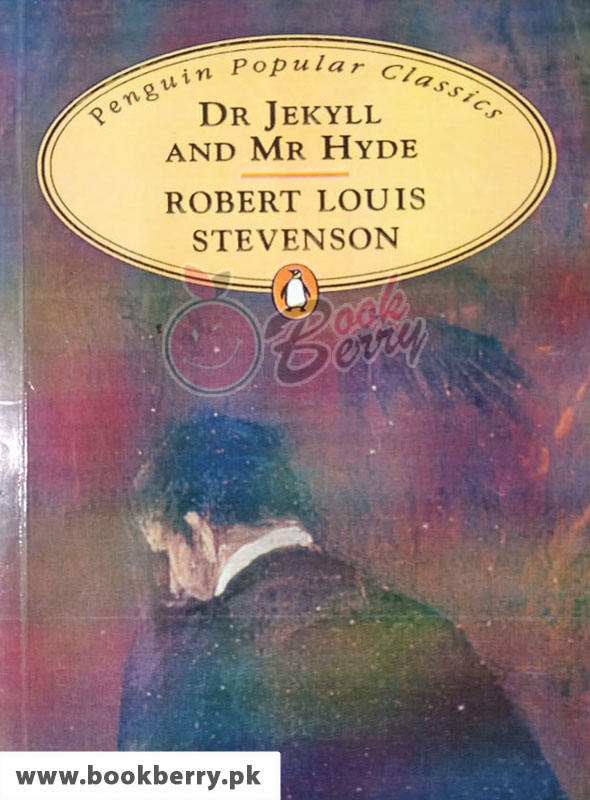 Penguin Popular Classics
DR JEKYLL
AND MR HYDE
ROBERT LOUIS
STEVENSON
Book
Berry
www.bookberry.pk